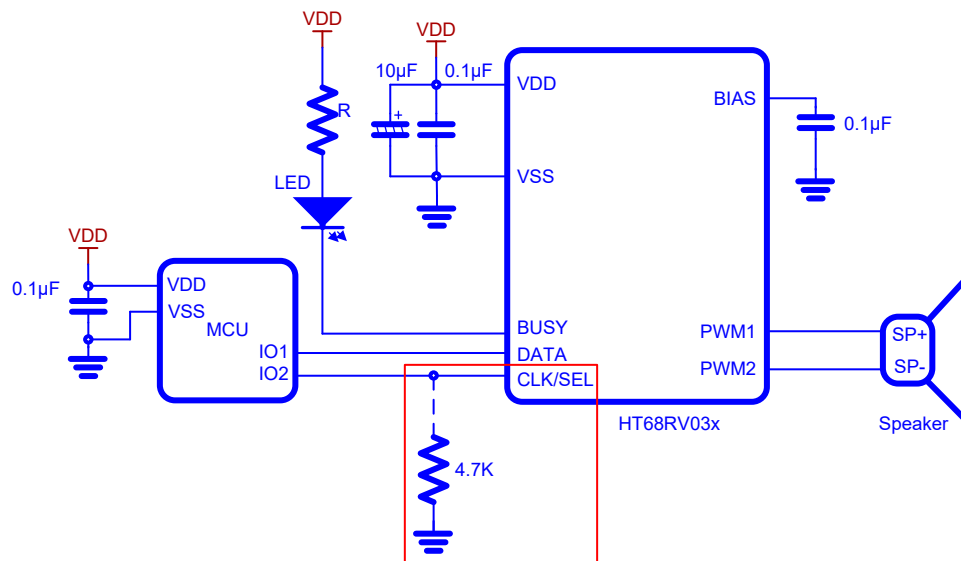 VDD
VDD
10µF
0.1µF
R
LED
+
VDD
VSS
BIAS
0.1µF
VDD
0.1µF
VDD
VSS
MCU
IO1
IO2
BUSY
DATA
CLK/SEL
PWM1
PWM2
SP+
SP-
HT68RV03x
Speaker
4.7K